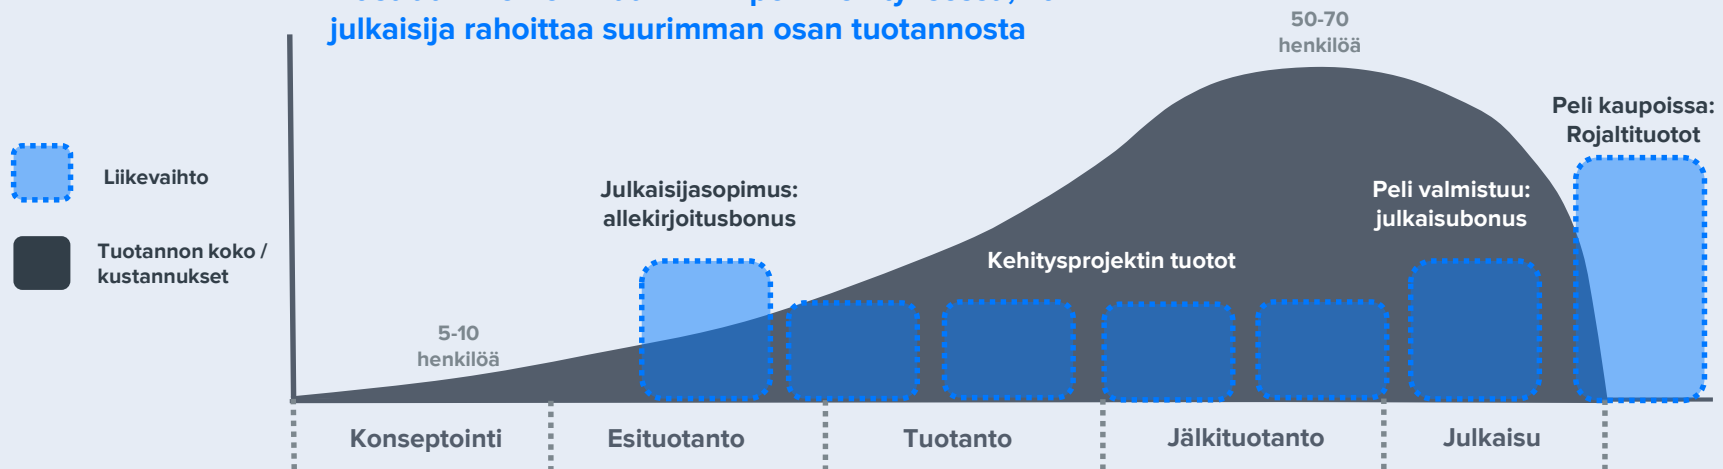 julkaisija rahoittaa suurimman osan tuotannosta
50-70
henkilöä
Peli kaupoissa:
Rojaltituotot
Liikevaihto
Julkaisijasopimus:
allekirjoitusbonus
Peli valmistuu:
julkaisubonus
Tuotannon koko /
kustannukset
Kehitysprojektin tuotot
5-10
henkilöä
Konseptointi
Esituotanto
Tuotanto
Jälkituotanto
Julkaisu